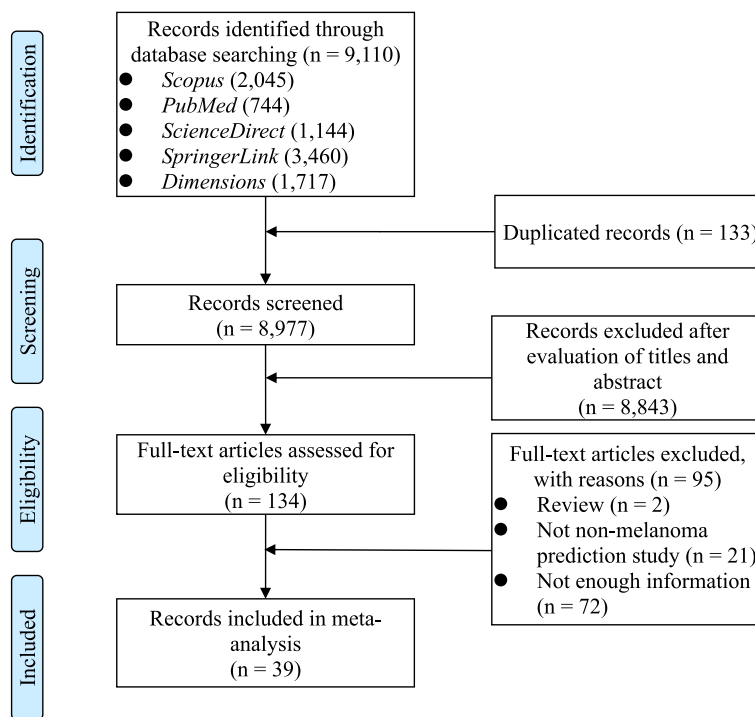 Identification
Records identified through
database searching (n = 9,110)
● Scopus (2,045)
● PubMed (744)
● ScienceDirect (1,144)
● SpringerLink (3,460)
● Dimensions (1,717)
Duplicated records (n = 133)
Screening
Records screened
(n = 8,977)
Records excluded after
evaluation of titles and
abstract
(n = 8,843)
Eligibility
Full-text articles assessed for
eligibility
(n = 134)
Full-text articles excluded,
with reasons (n = 95)
● Review (n = 2)
● Not non-melanoma
prediction study (n = 21)
● Not enough information
(n = 72)
Included
Records included in meta-
analysis
(n = 39)